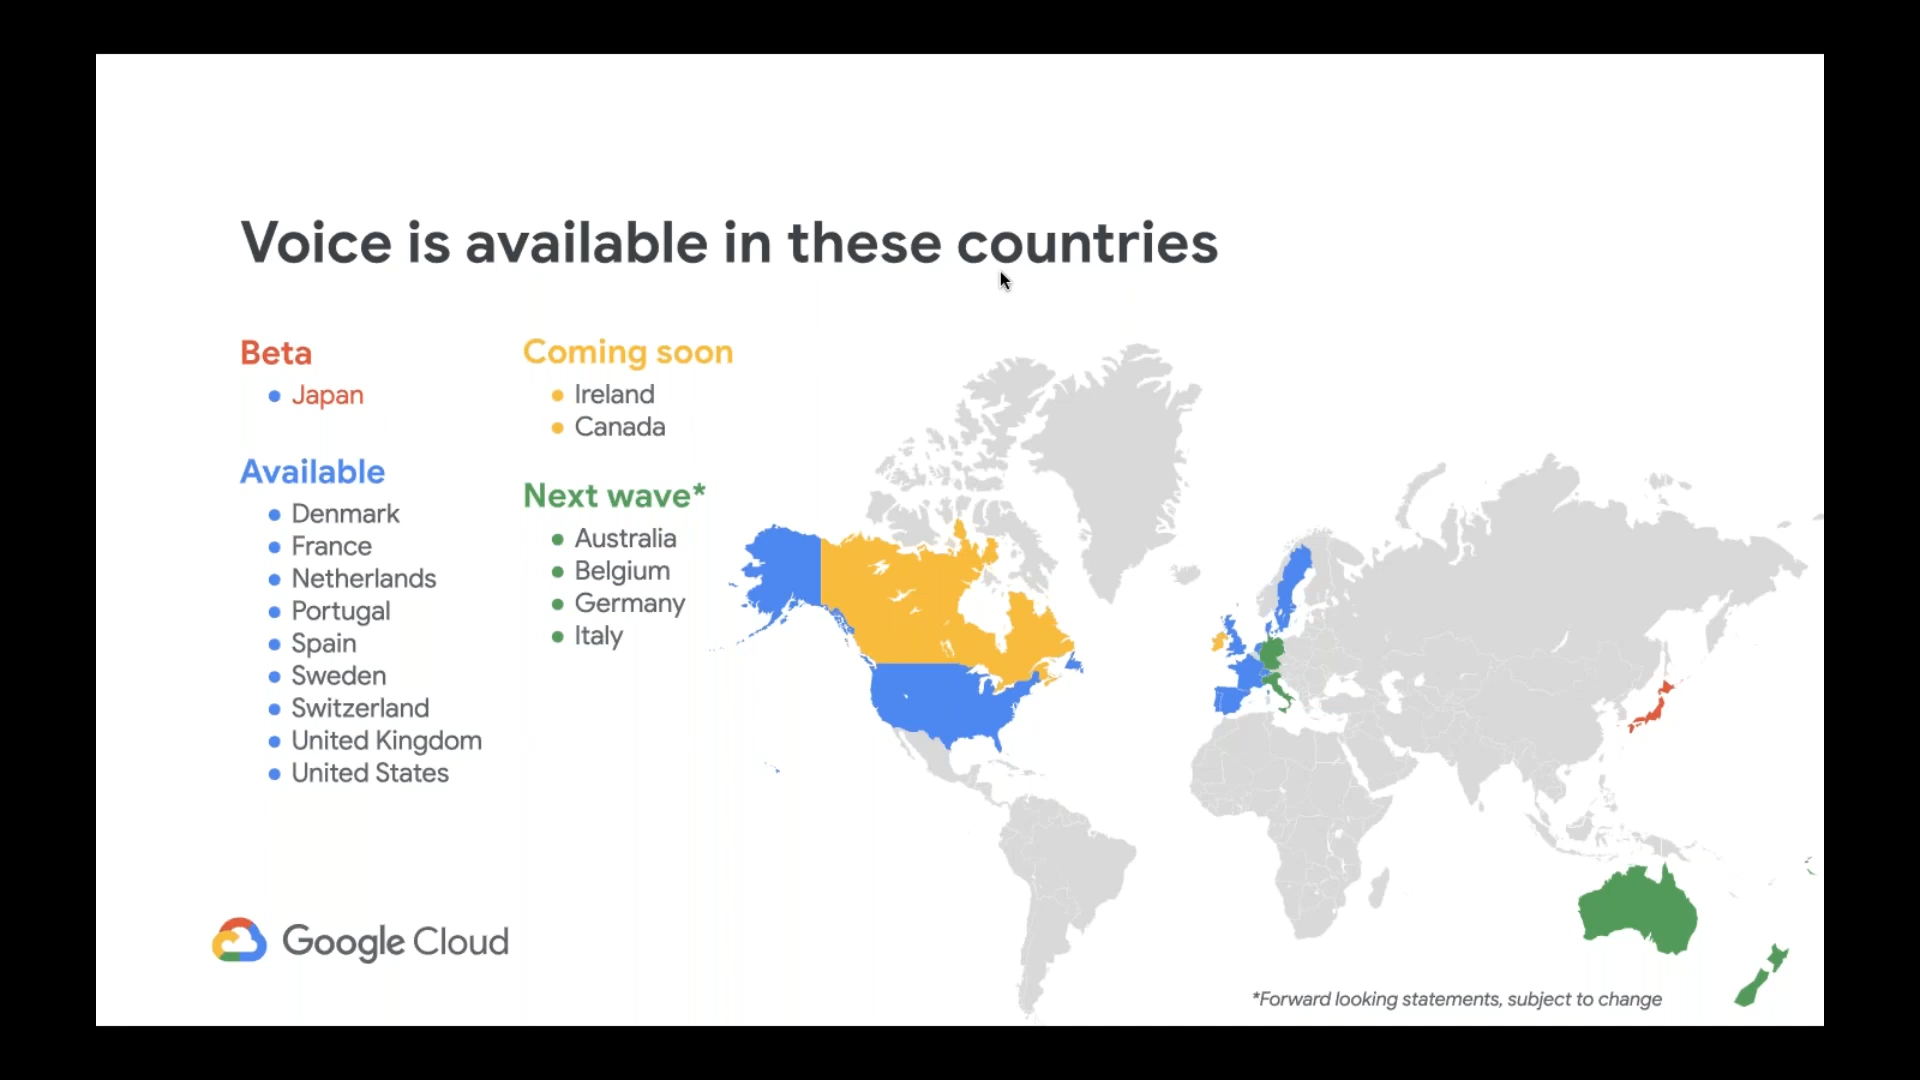 Voice is available in these countries
Beta
Japan
Available
Denmark
France
Netherlands
Portugal
Spain
Sweden
Switzerland
United Kingdom
United States
Coming soon
Ireland
Canada
Next wave*
Australia
Belgium
Germany
Italy
Google Cloud
*Forward looking statements, subject to change